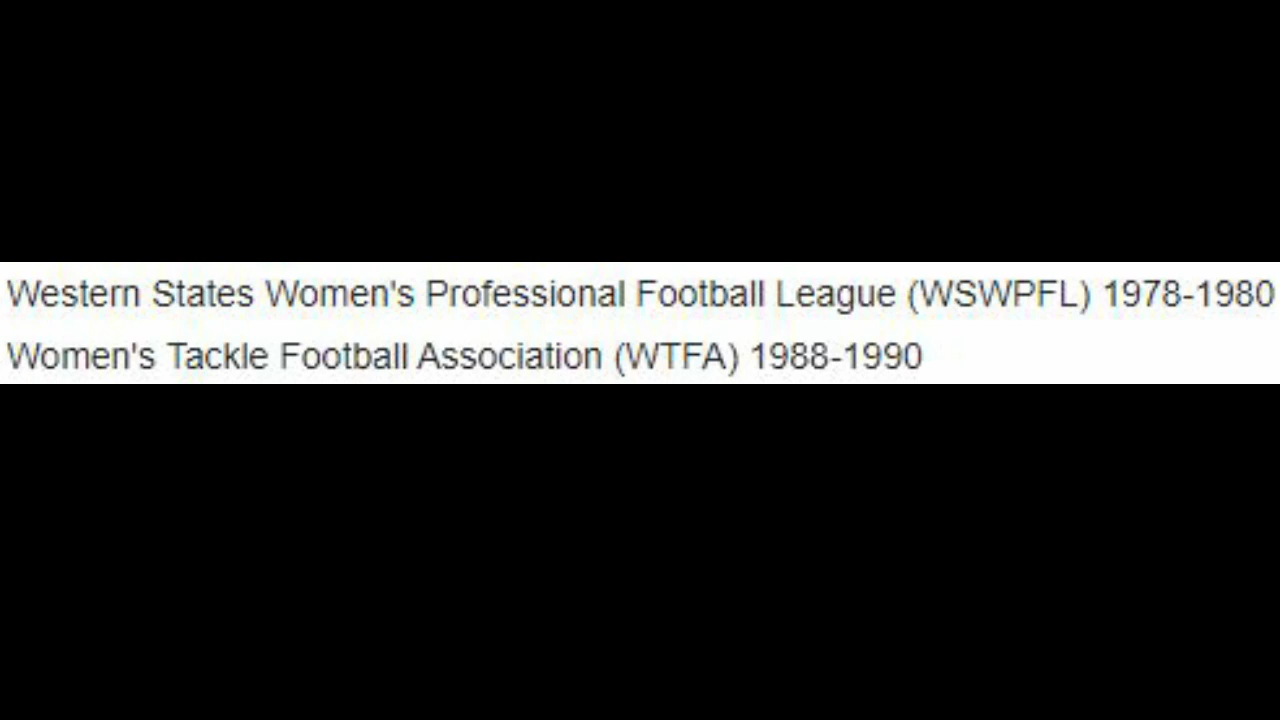 Western States Women's Professional Football League (WSWPFL) 1978-1980
Women's Tackle Football Association (WTFA) 1988-1990